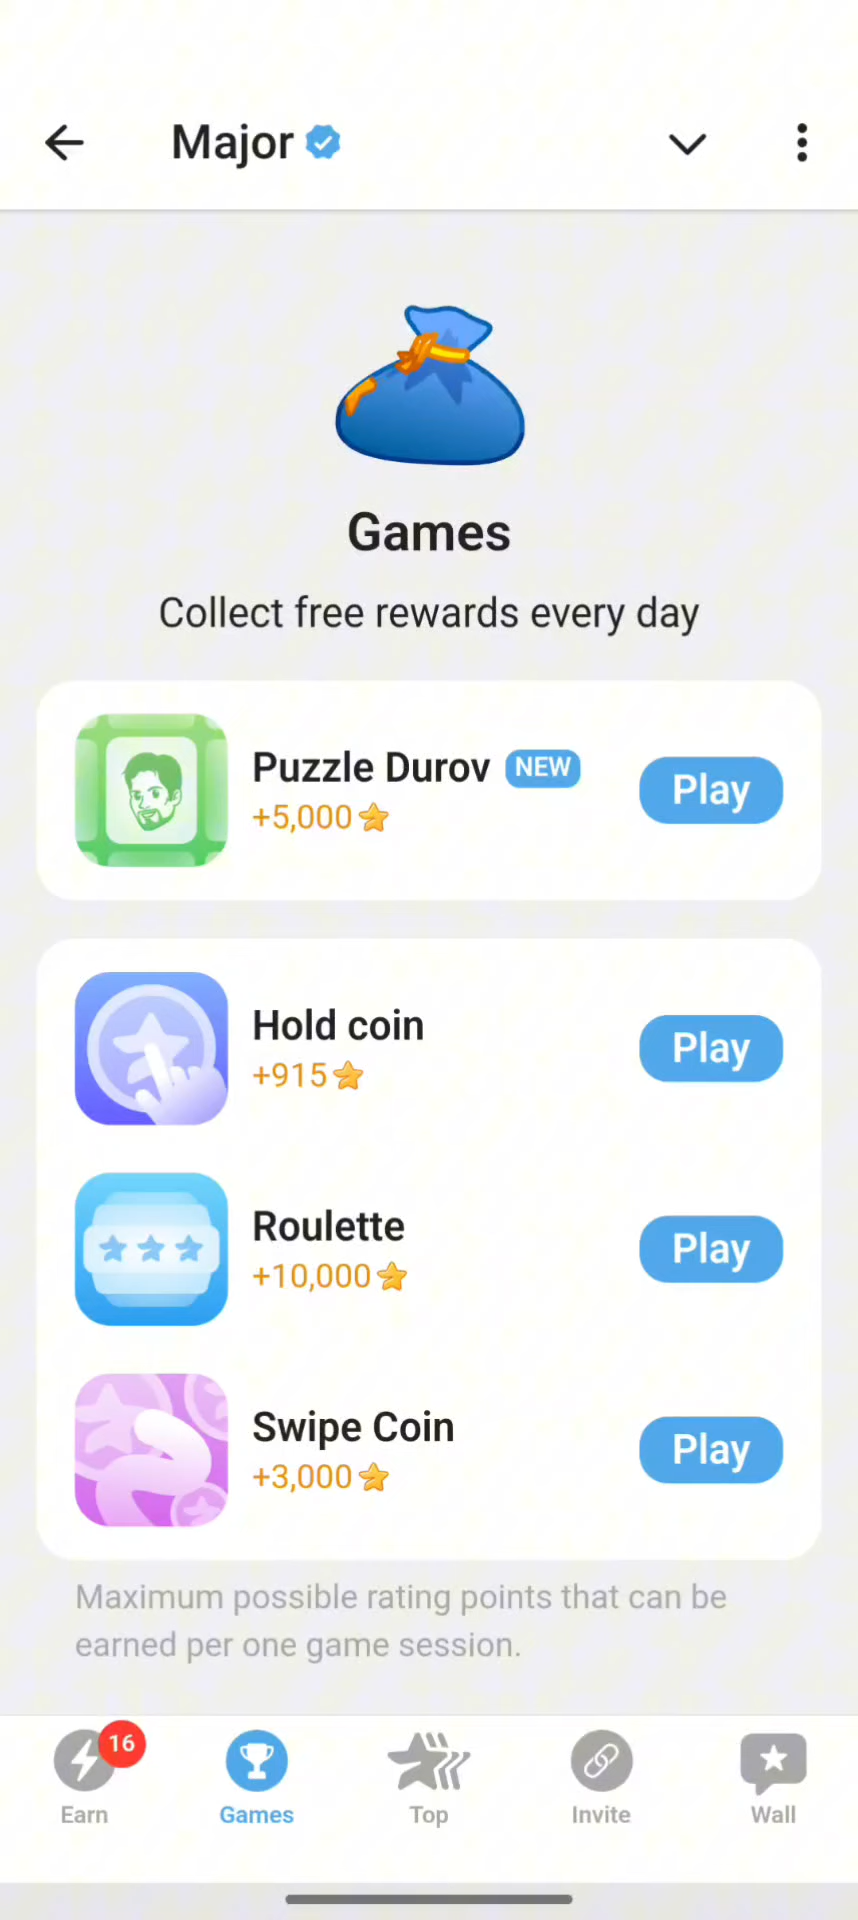 Major
Games
Collect free rewards every day
Puzzle Durov NEW
+5,000
Play
Hold coin
+915
Play
Roulette
+10,000
Play
Swipe Coin
+3,000
Play
Maximum possible rating points that can be
earned per one game session.
16
Earn
Games
Top
Invite
Wall